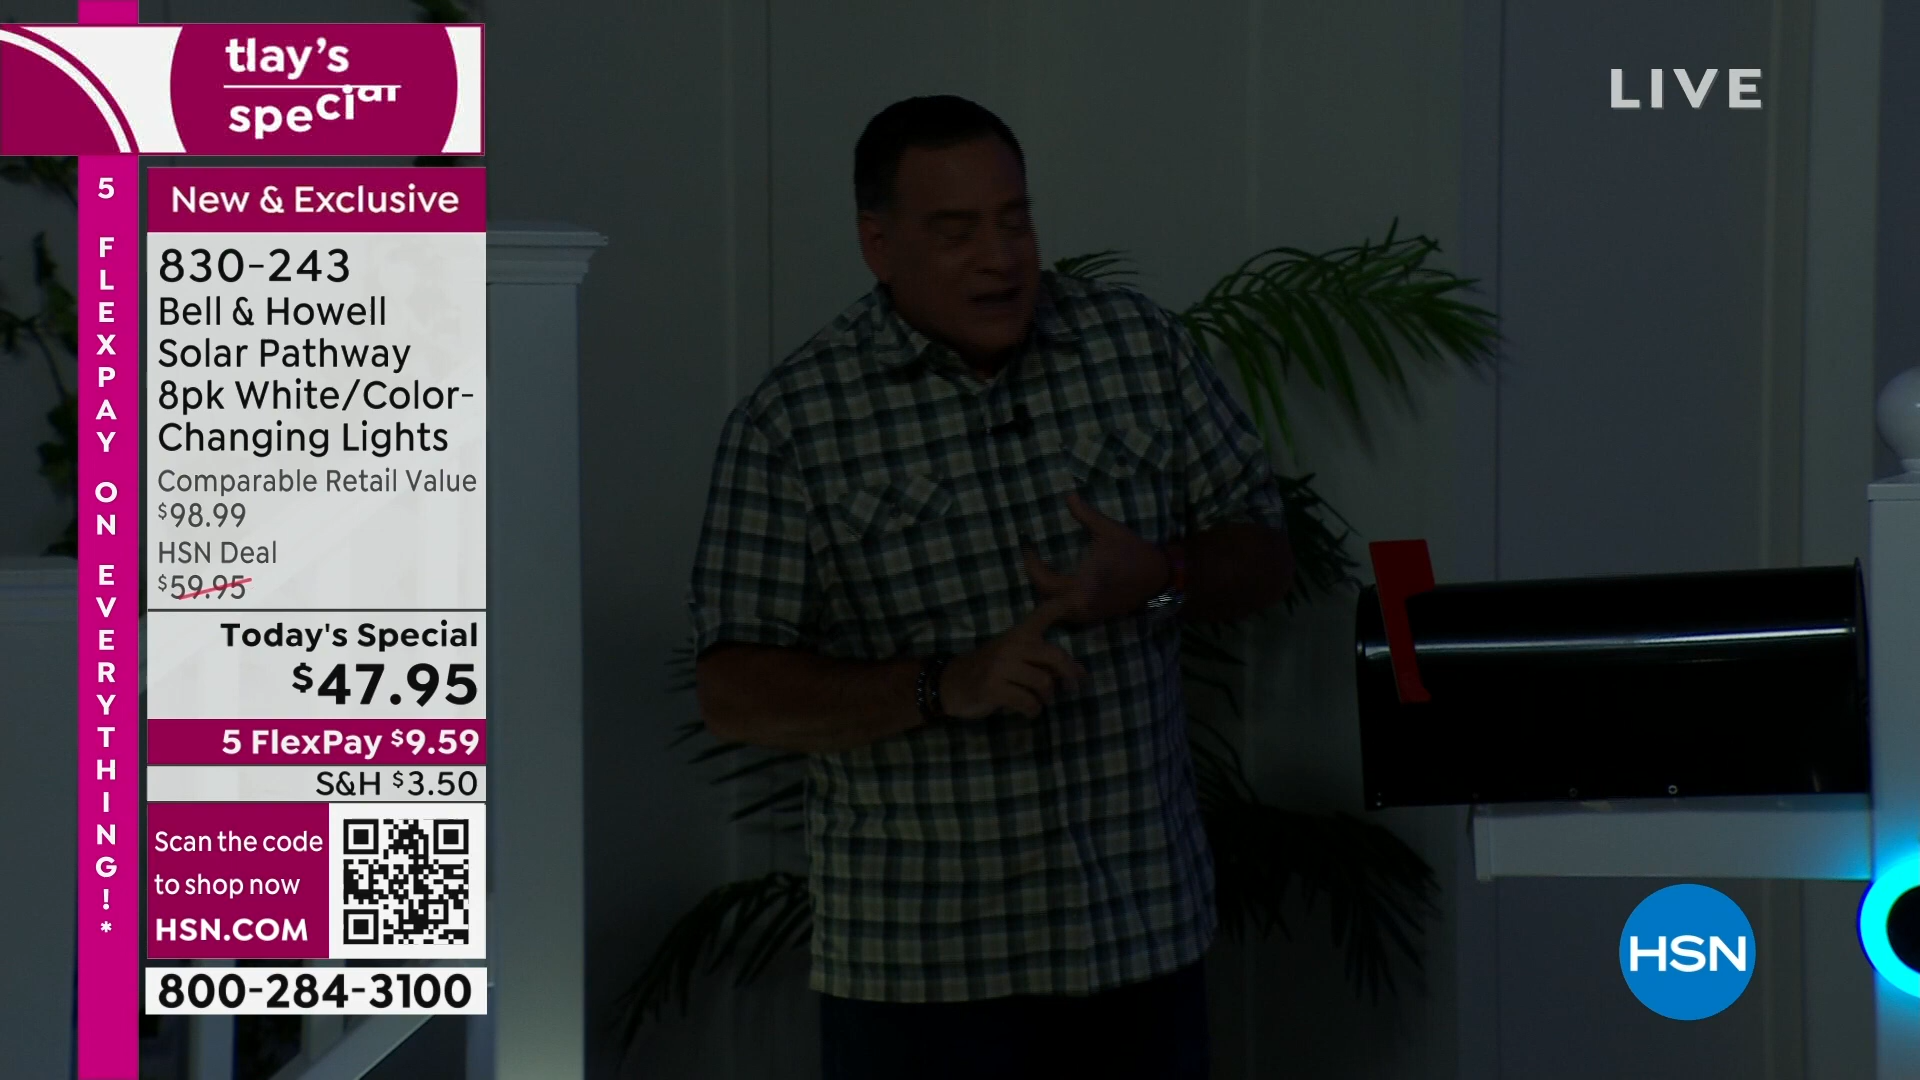 tlay's
special
LIVE
5 FLEXPAY ON EVERYTHING!*
New & Exclusive
830-243
Bell & Howell
Solar Pathway
8pk White/Color-
Changing Lights
Comparable Retail Value
$98.99
HSN Deal
$59.95
Today's Special
$47.95
5 FlexPay $9.59
S&H $3.50
Scan the code
to shop now
HSN.COM
800-284-3100
HSN